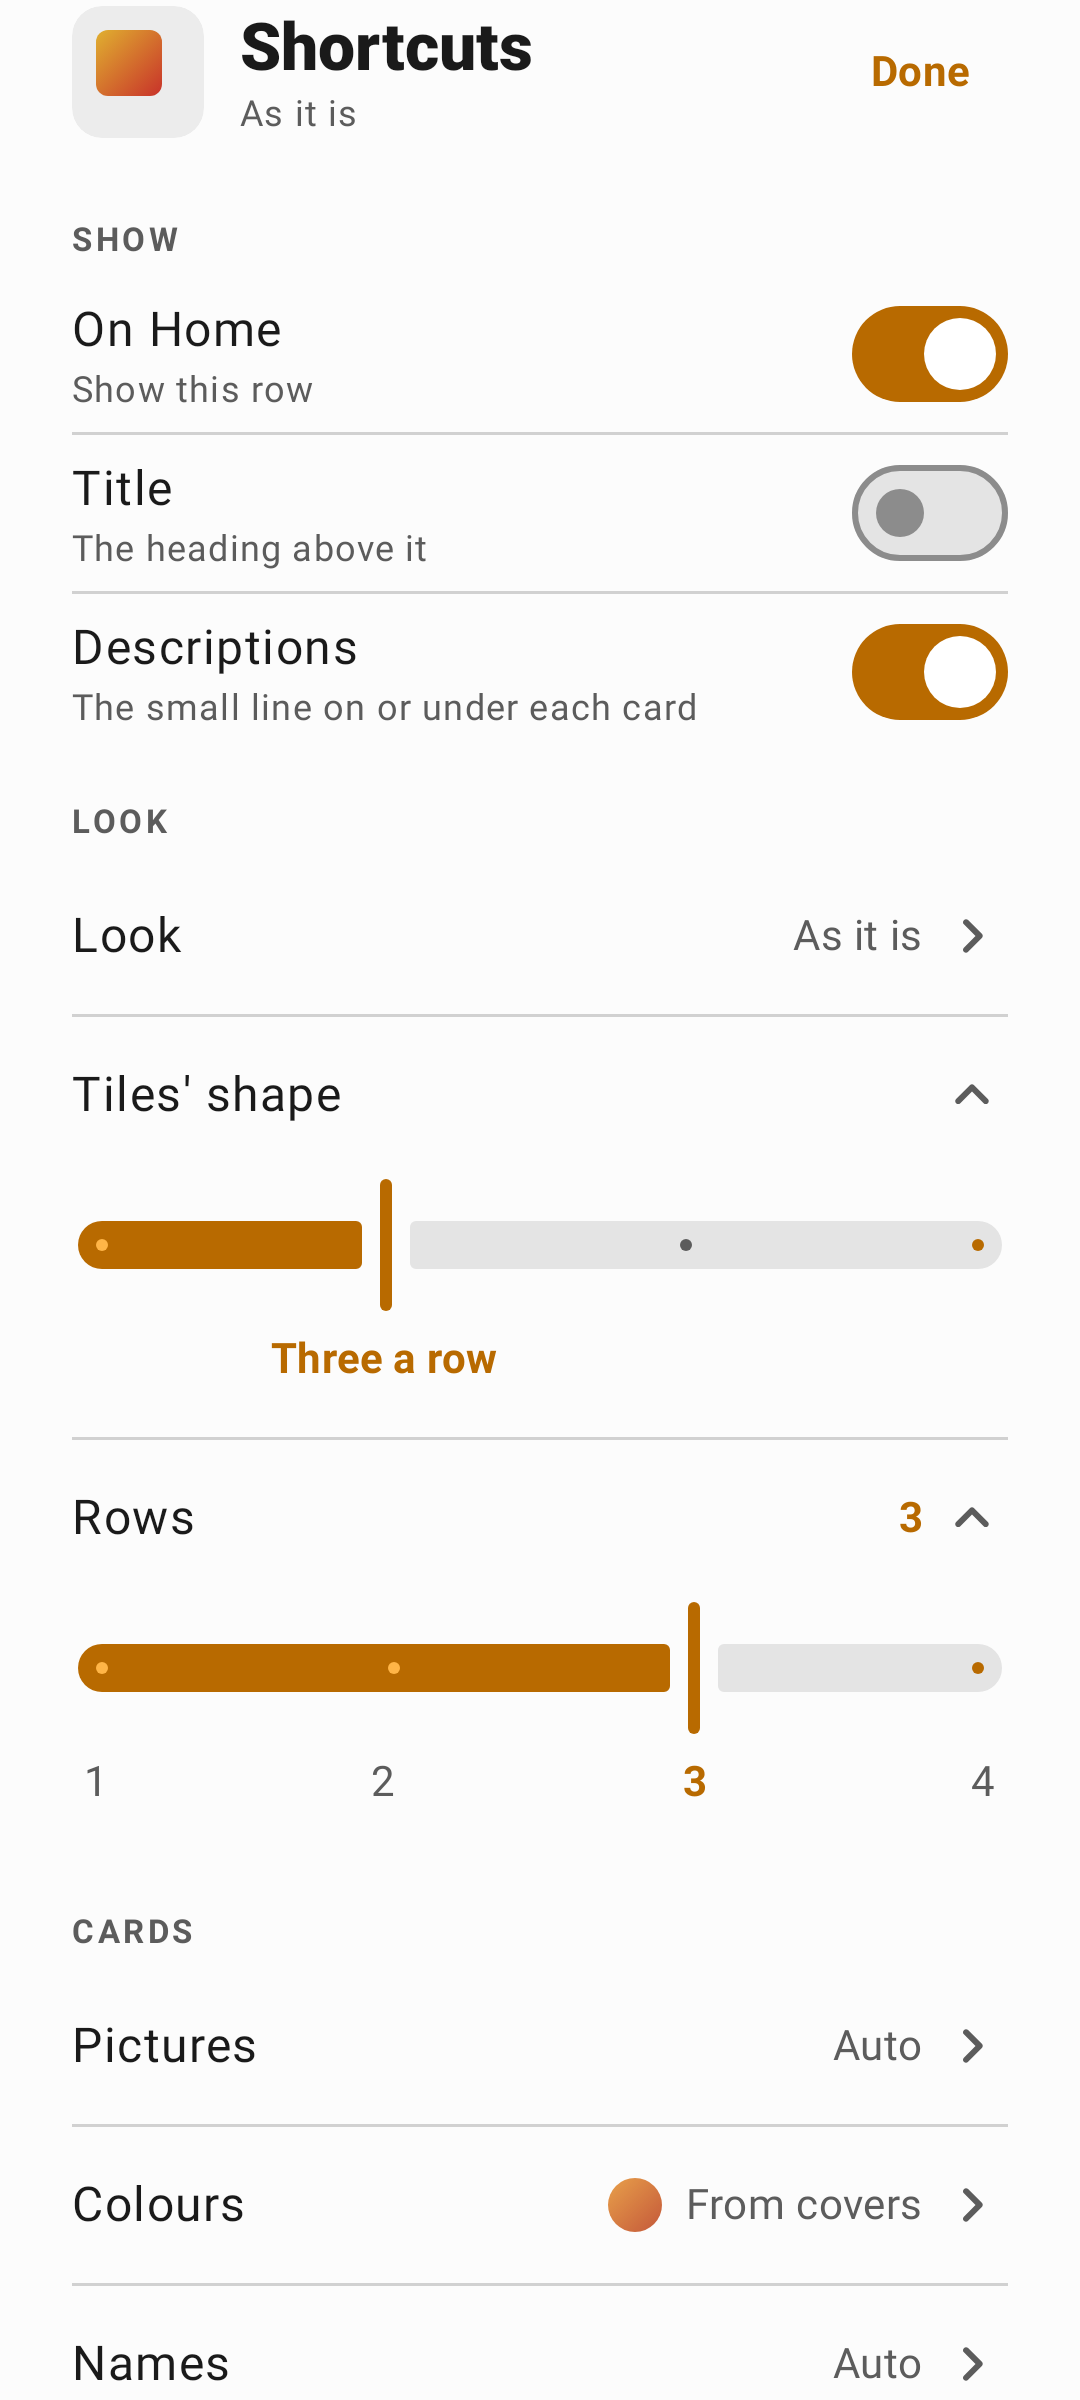 Shortcuts
As it is
Done
SHOW
On Home
Show this row
Title
The heading above it
Descriptions
The small line on or under each card
LOOK
Look
As it is
Tiles' shape
Three a row
Rows
3
1 2 3 4
CARDS
Pictures
Auto
Colours
From covers
Names
Auto